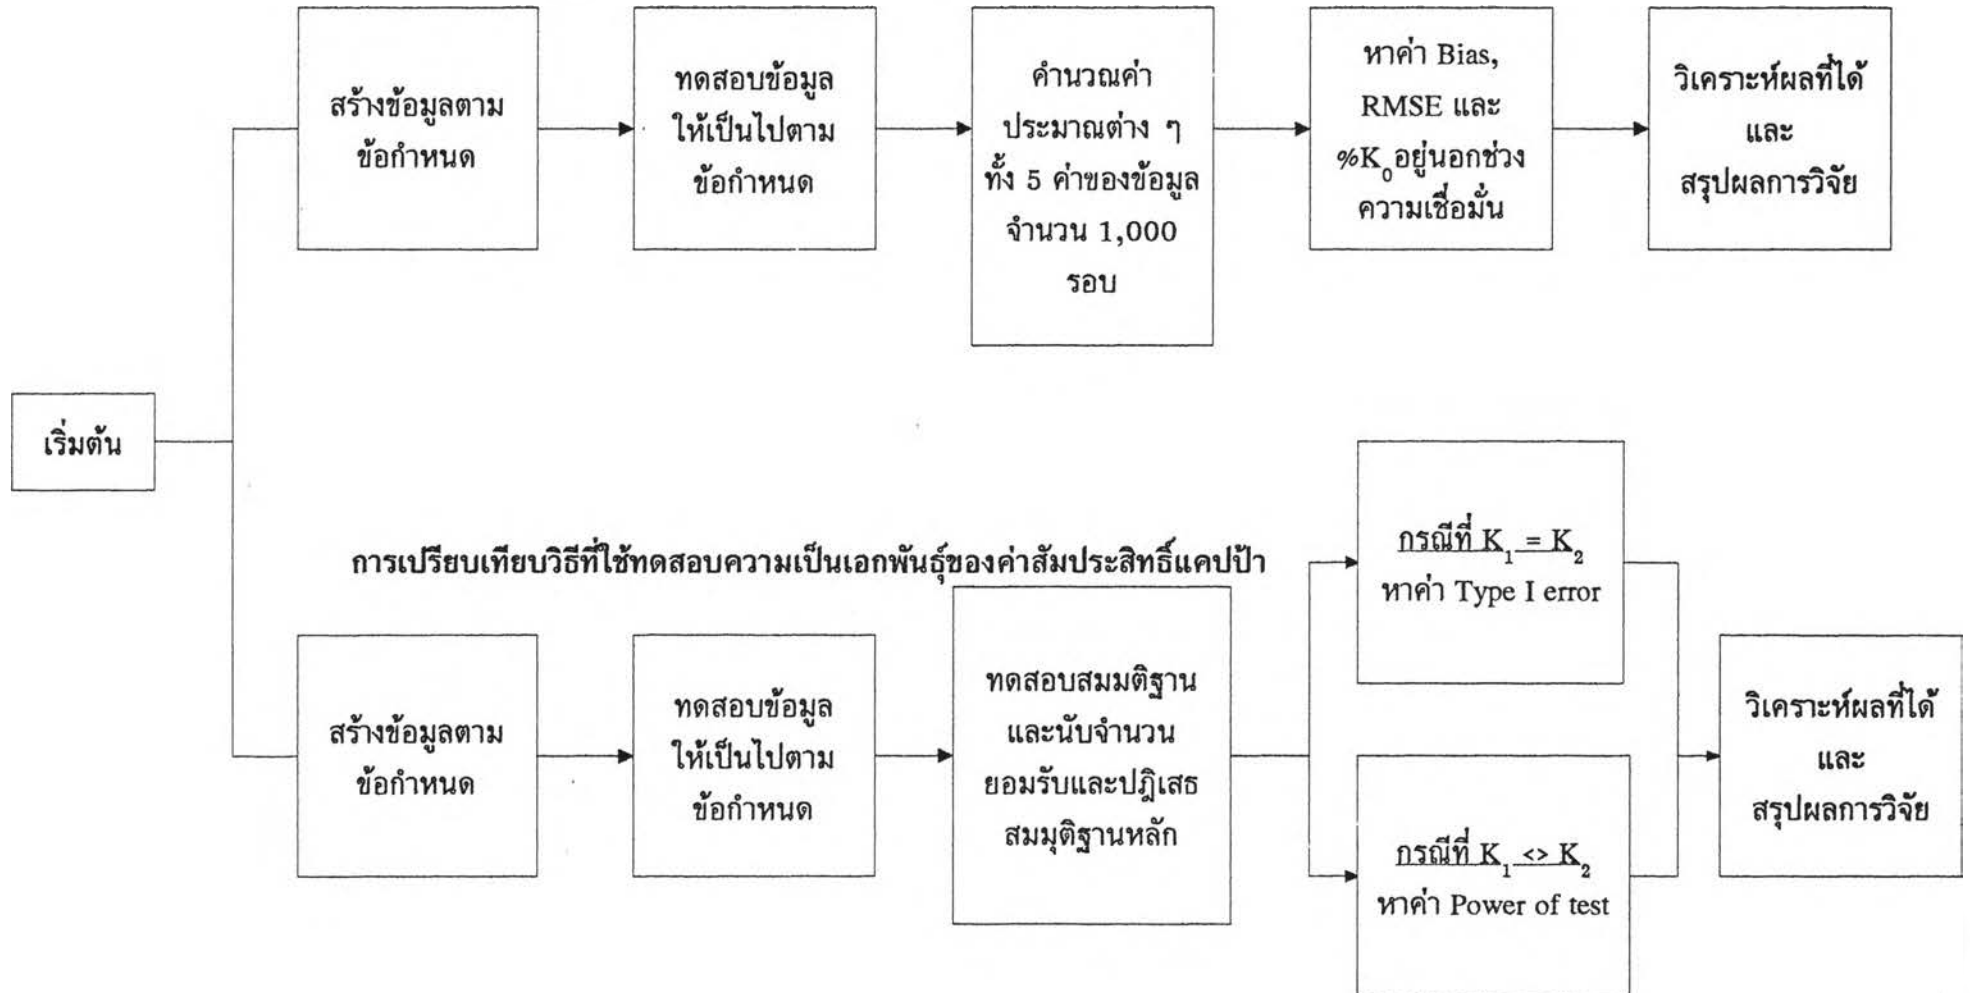 สร้างข้อมูลตาม
ข้อกำหนด
ทดสอบข้อมูล
ให้เป็นไปตาม
ข้อกำหนด
คำนวณค่า
ประมาณต่าง ๆ
ทั้ง 5 ค่าของข้อมูล
จำนวน 1,000
รอบ
หาค่า Bias,
RMSE และ
%K₀อยู่นอกช่วง
ความเชื่อมั่น
วิเคราะห์ผลที่ได้
และ
สรุปผลการวิจัย
เริ่มต้น
การเปรียบเทียบวิธีที่ใช้ทดสอบความเป็นเอกพันธุ์ของค่าสัมประสิทธิ์แคปป้า
สร้างข้อมูลตาม
ข้อกำหนด
ทดสอบข้อมูล
ให้เป็นไปตาม
ข้อกำหนด
ทดสอบสมมติฐาน
และนับจำนวน
ยอมรับและปฎิเสธ
สมมุติฐานหลัก
กรณีที่ K₁ = K₂
หาค่า Type I error
กรณีที่ K₁ <> K₂
หาค่า Power of test
วิเคราะห์ผลที่ได้
และ
สรุปผลการวิจัย